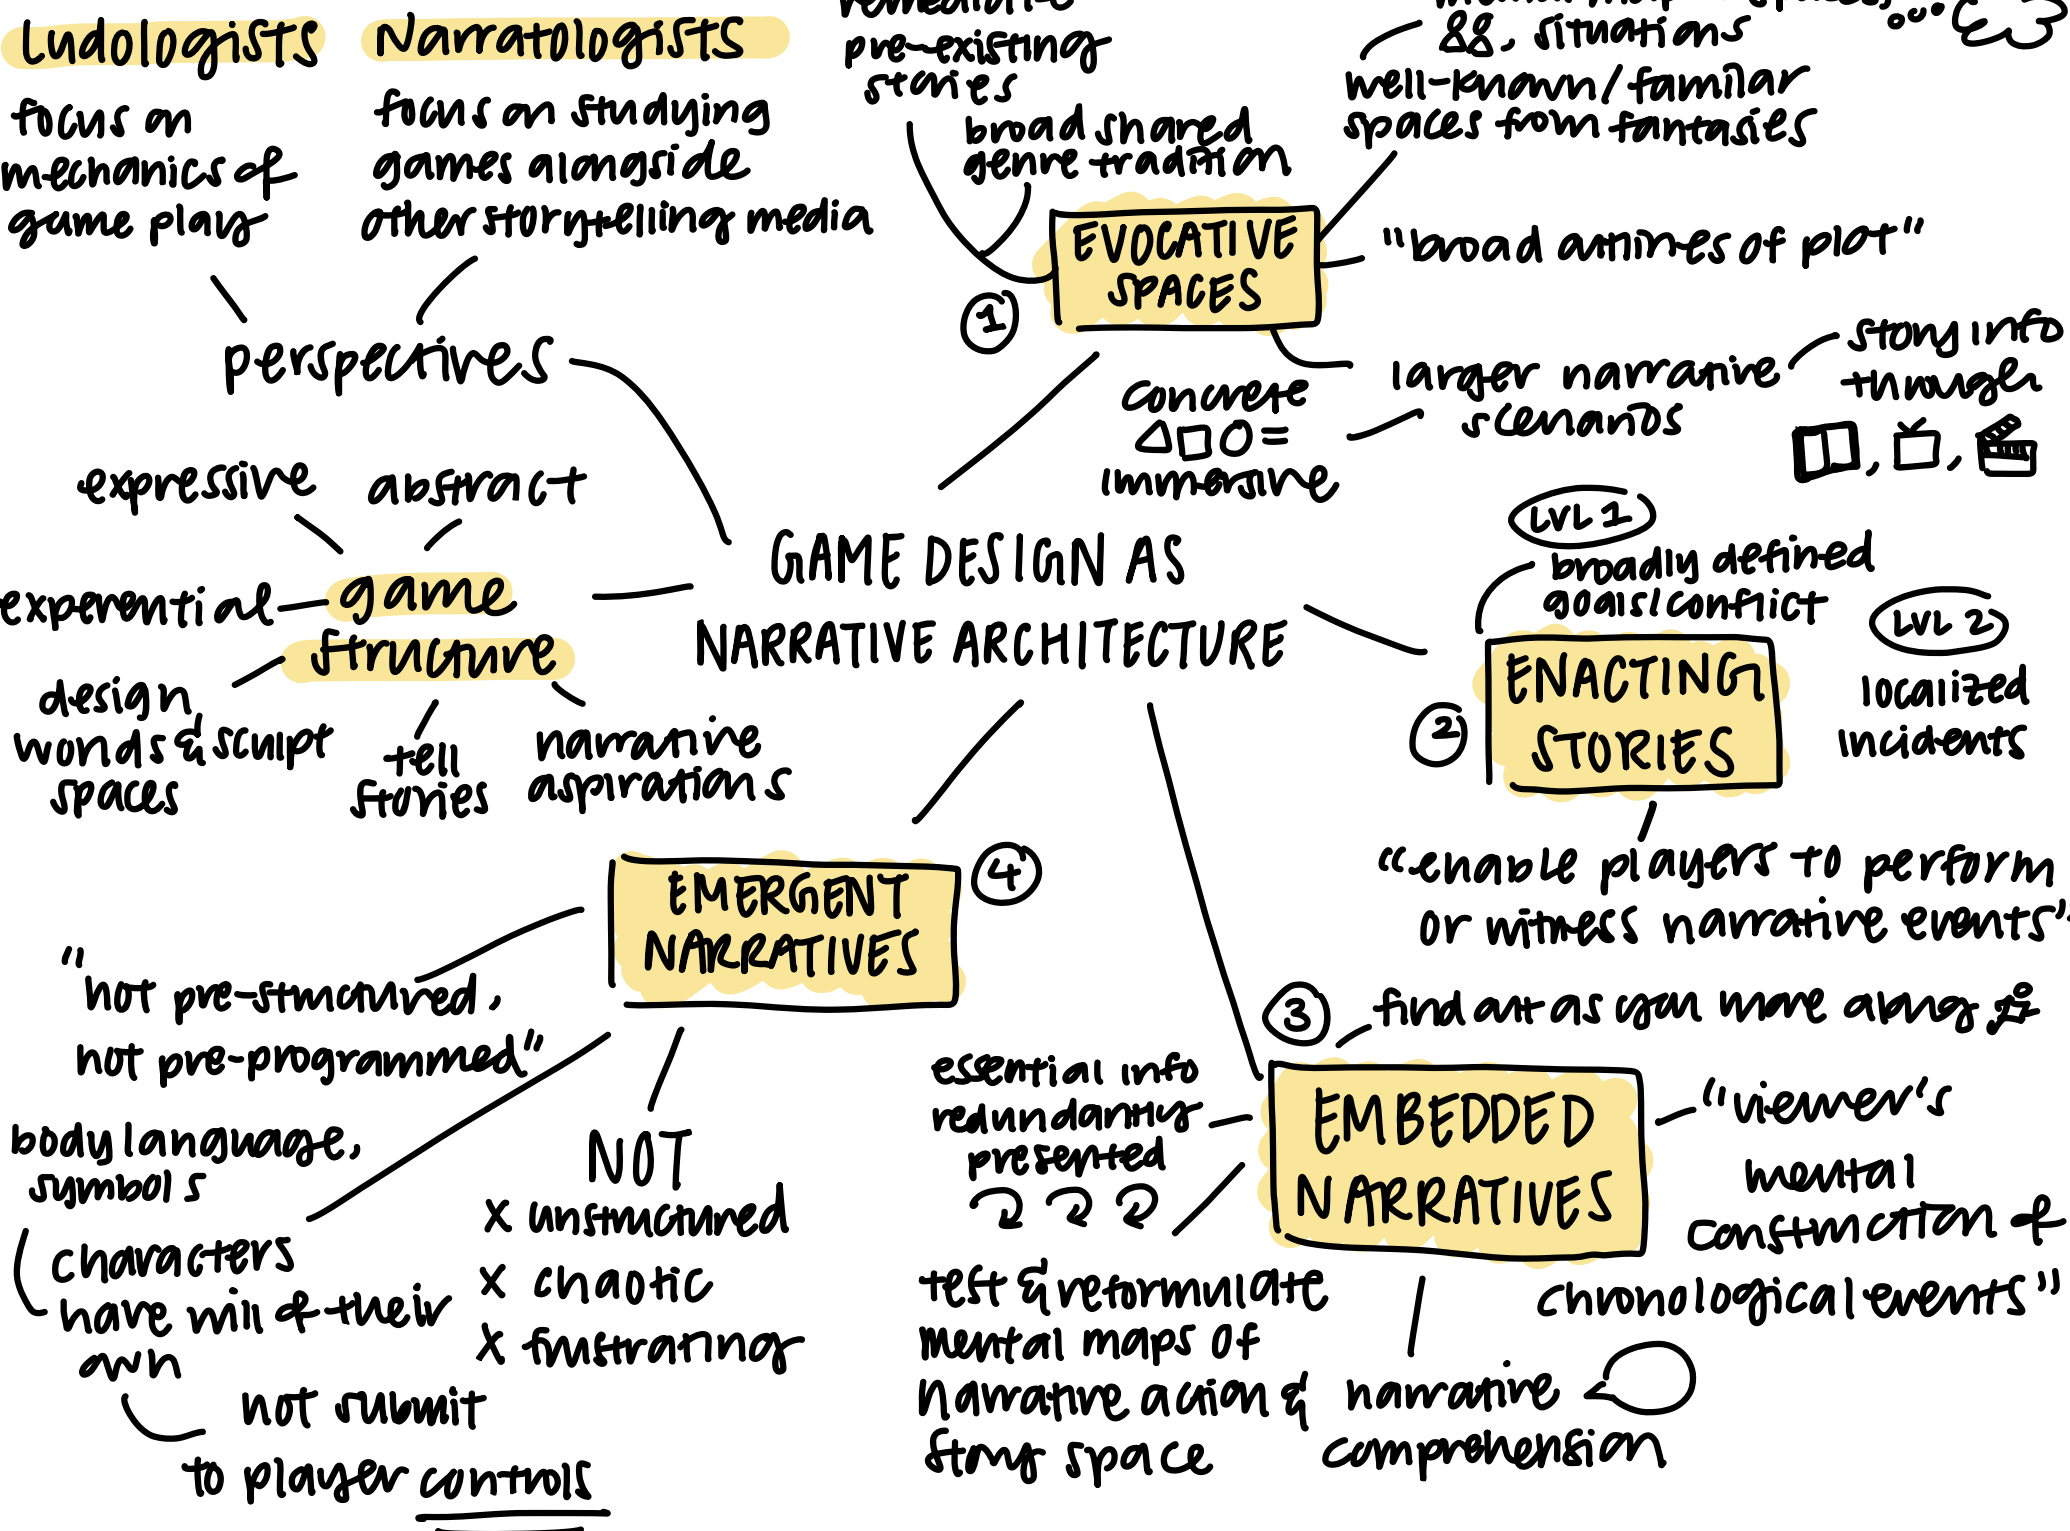 Ludologists
focus on
mechanics of
game play
Narratologists
focus on studying
games alongside
other storytelling media
perspectives
pre-existing
stories
broad shared
genre tradition
&&, situations
well-known/familar
spaces from fantasies
EVOCATIVE
SPACES
1
"broad outlines of plot"
larger narrative
scenarios
story info
through
, ,
concrete
=
immersive
expressive
abstract
experential
game
structure
design
worlds & sculpt
spaces
tell
stories
narrative
aspirations
GAME DESIGN AS
NARRATIVE ARCHITECTURE
LVL 1
broadly defined
goals/conflict
LVL 2
localized
incidents
ENACTING
STORIES
2
"enable players to perform
or witness narrative events"
EMERGENT
NARRATIVES
4
"not pre-structured,
not pre-programmed"
body language,
symbols
characters
have will of their
own
not submit
to player controls
NOT
x unstructured
x chaotic
x frustrating
3
find out as you move along
EMBEDDED
NARRATIVES
essential info
redundantly
presented
"viewer's
mental
construction of
chronological events"
test & reformulate
mental maps of
narrative action &
story space
narrative
comprehension